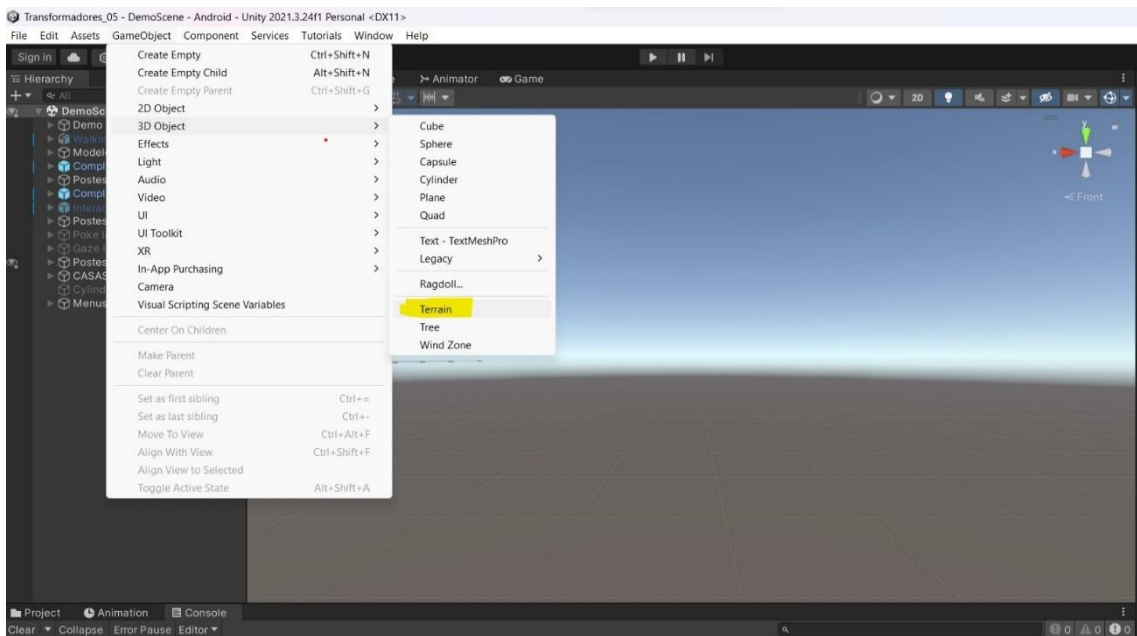 Transformadores_05 - DemoScene - Android - Unity 2021.3.24f1 Personal <DX11>
File Edit Assets GameObject Component Services Tutorials Window Help
Sign in
Hierarchy
Animator
Game
All
2D
DemoSc
Demo
Walkin
Model
Compl
Postes
Compl
Interac
Postes
Poke I
Gaze I
Postes
CASAS
Cylind
Menus
Create Empty Ctrl+Shift+N
Create Empty Child Alt+Shift+N
Create Empty Parent Ctrl+Shift+G
2D Object
3D Object
Effects
Light
Audio
Video
UI
UI Toolkit
XR
In-App Purchasing
Camera
Visual Scripting Scene Variables
Center On Children
Make Parent
Clear Parent
Set as first sibling Ctrl+=
Set as last sibling Ctrl+-
Move To View Ctrl+Alt+F
Align With View Ctrl+Shift+F
Align View to Selected
Toggle Active State Alt+Shift+A
Cube
Sphere
Capsule
Cylinder
Plane
Quad
Text - TextMeshPro
Legacy
Ragdoll...
Terrain
Tree
Wind Zone
y
x
Front
Project Animation Console
Clear Collapse Error Pause Editor
0 0 0